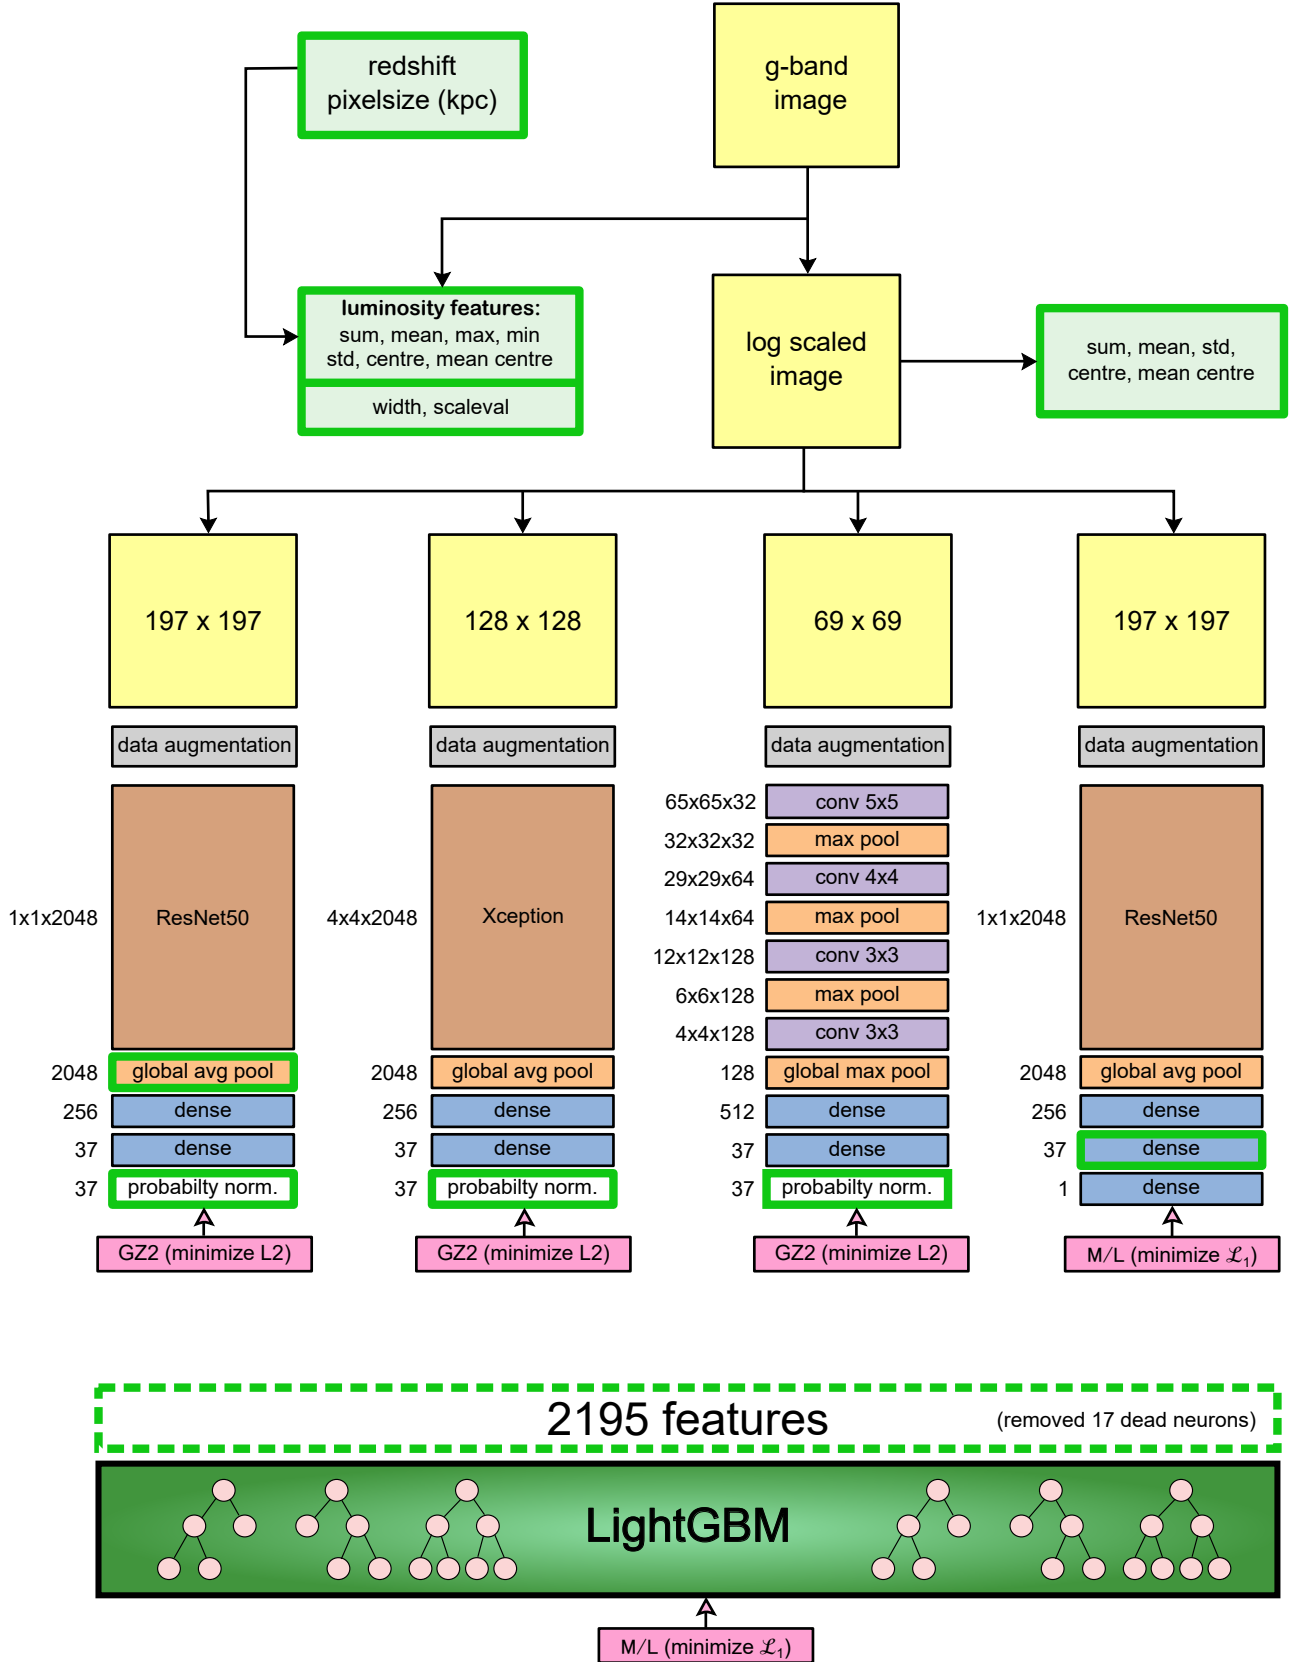 redshift
pixelsize (kpc)
g-band
image
luminosity features:
sum, mean, max, min
std, centre, mean centre
width, scaleval
log scaled
image
sum, mean, std,
centre, mean centre
197 x 197
128 x 128
69 x 69
197 x 197
data augmentation
data augmentation
data augmentation
data augmentation
1x1x2048
ResNet50
2048
global avg pool
256
dense
37
dense
37
probabilty norm.
GZ2 (minimize L2)
4x4x2048
Xception
2048
global avg pool
256
dense
37
dense
37
probabilty norm.
GZ2 (minimize L2)
65x65x32
conv 5x5
32x32x32
max pool
29x29x64
conv 4x4
14x14x64
max pool
12x12x128
conv 3x3
6x6x128
max pool
4x4x128
conv 3x3
128
global max pool
512
dense
37
dense
37
probabilty norm.
GZ2 (minimize L2)
1x1x2048
ResNet50
2048
global avg pool
256
dense
37
dense
1
dense
M/L (minimize ℒ₁)
2195 features
(removed 17 dead neurons)
LightGBM
M/L (minimize ℒ₁)